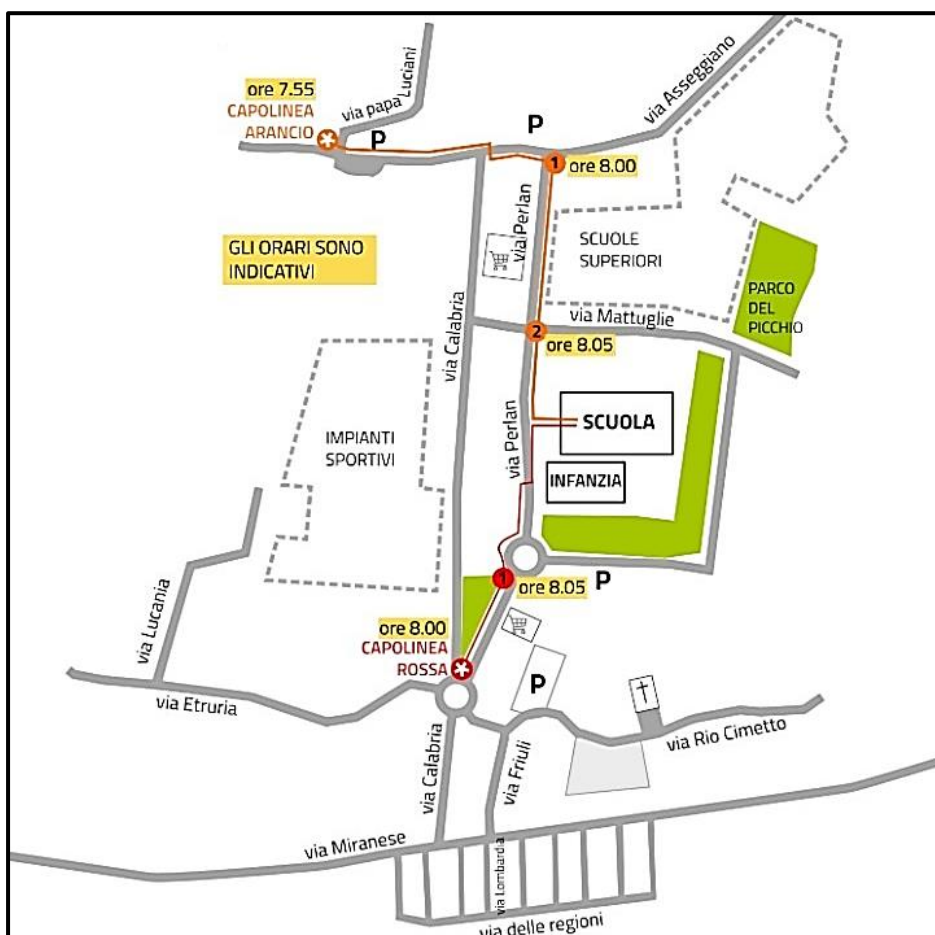 via Asseggiano
via papa Luciani
ore 7.55
CAPOLINEA
ARANCIO
P
P
1
ore 8.00
via Perlan
GLI ORARI SONO
INDICATIVI
SCUOLE
SUPERIORI
PARCO
DEL
PICCHIO
via Mattuglie
2
ore 8.05
via Calabria
SCUOLA
via Perlan
IMPIANTI
SPORTIVI
INFANZIA
1
ore 8.05
P
via Lucania
ore 8.00
CAPOLINEA
ROSSA
P
via Etruria
via Calabria
via Friuli
via Rio Cimetto
via Miranese
via Lombardia
via delle regioni